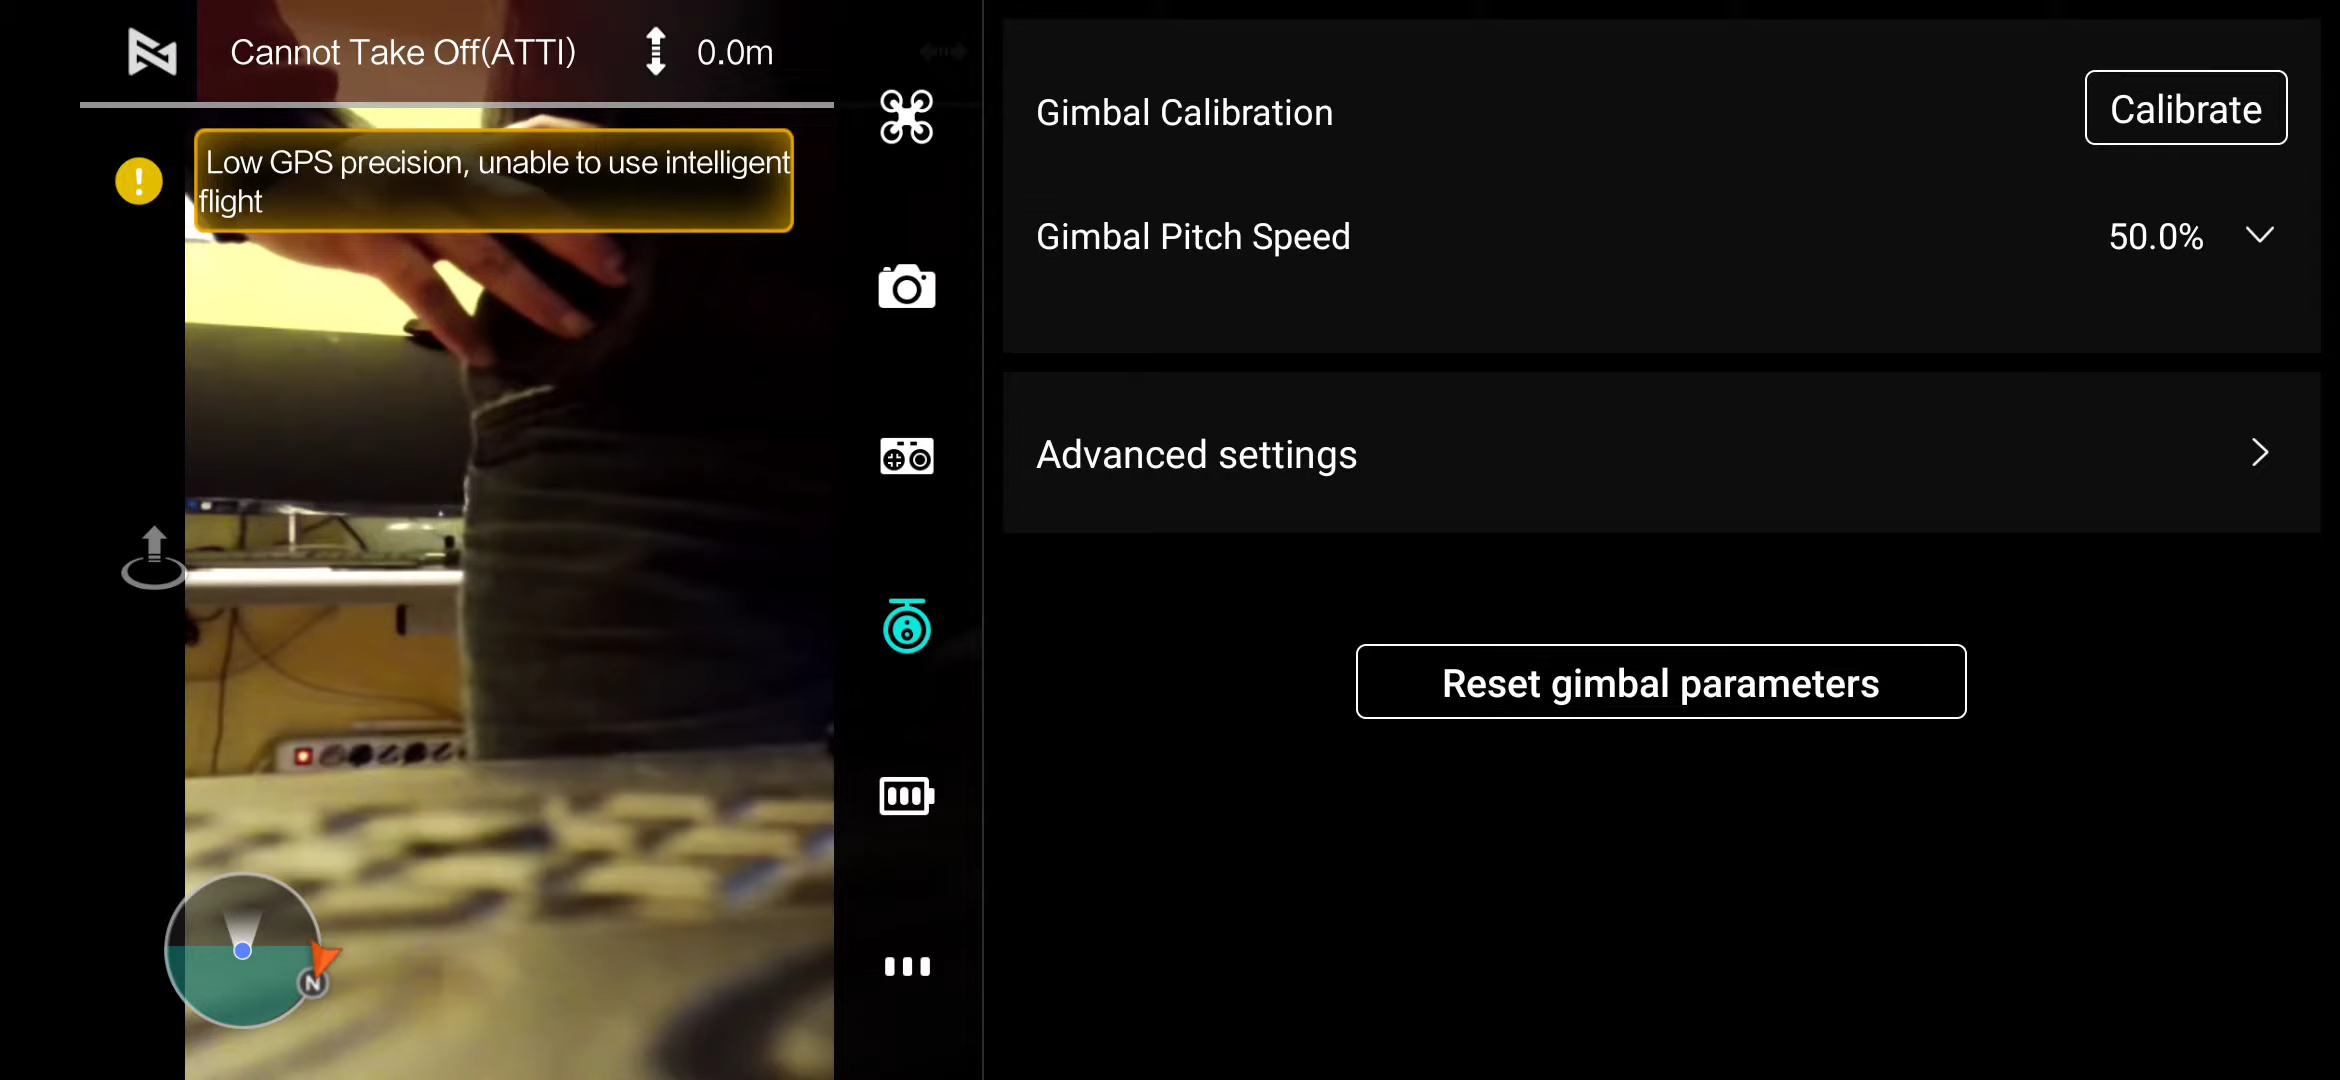 Cannot Take Off(ATTI) 0.0m
Low GPS precision, unable to use intelligent
flight
N
Gimbal Calibration Calibrate
Gimbal Pitch Speed 50.0%
Advanced settings
Reset gimbal parameters